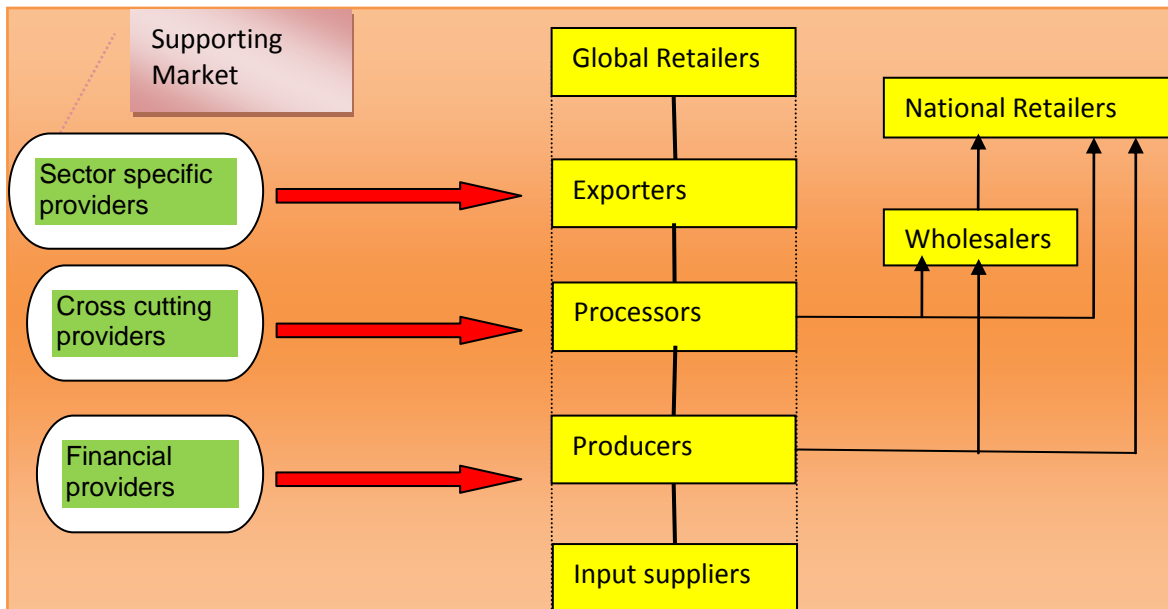 Supporting
Market
Global Retailers
National Retailers
Sector specific
providers
Exporters
Wholesalers
Cross cutting
providers
Processors
Financial
providers
Producers
Input suppliers